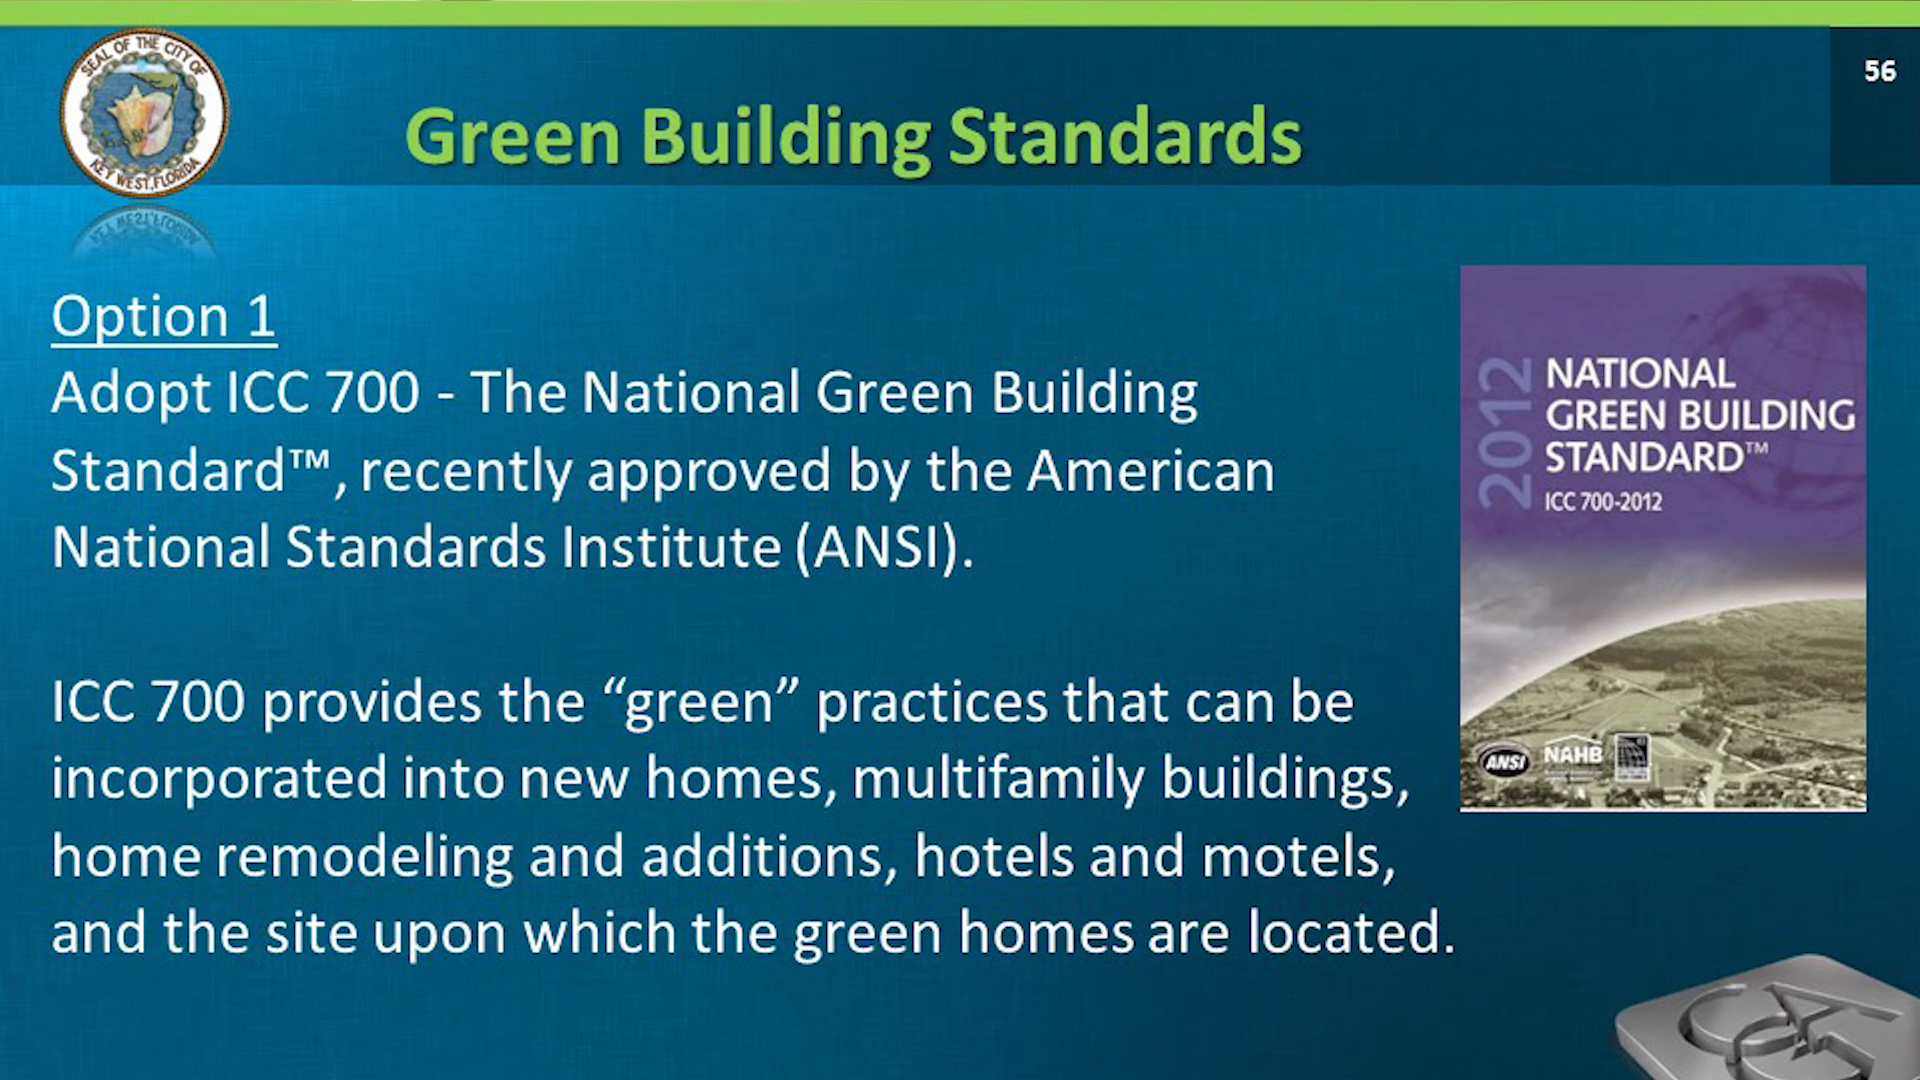 SEAL OF THE CITY OF
KEY WEST, FLORIDA
56
Green Building Standards
Option 1
Adopt ICC 700 - The National Green Building
Standard™, recently approved by the American
National Standards Institute (ANSI).
ICC 700 provides the “green” practices that can be
incorporated into new homes, multifamily buildings,
home remodeling and additions, hotels and motels,
and the site upon which the green homes are located.
2012
NATIONAL
GREEN BUILDING
STANDARD™
ICC 700-2012
ANSI
NAHB